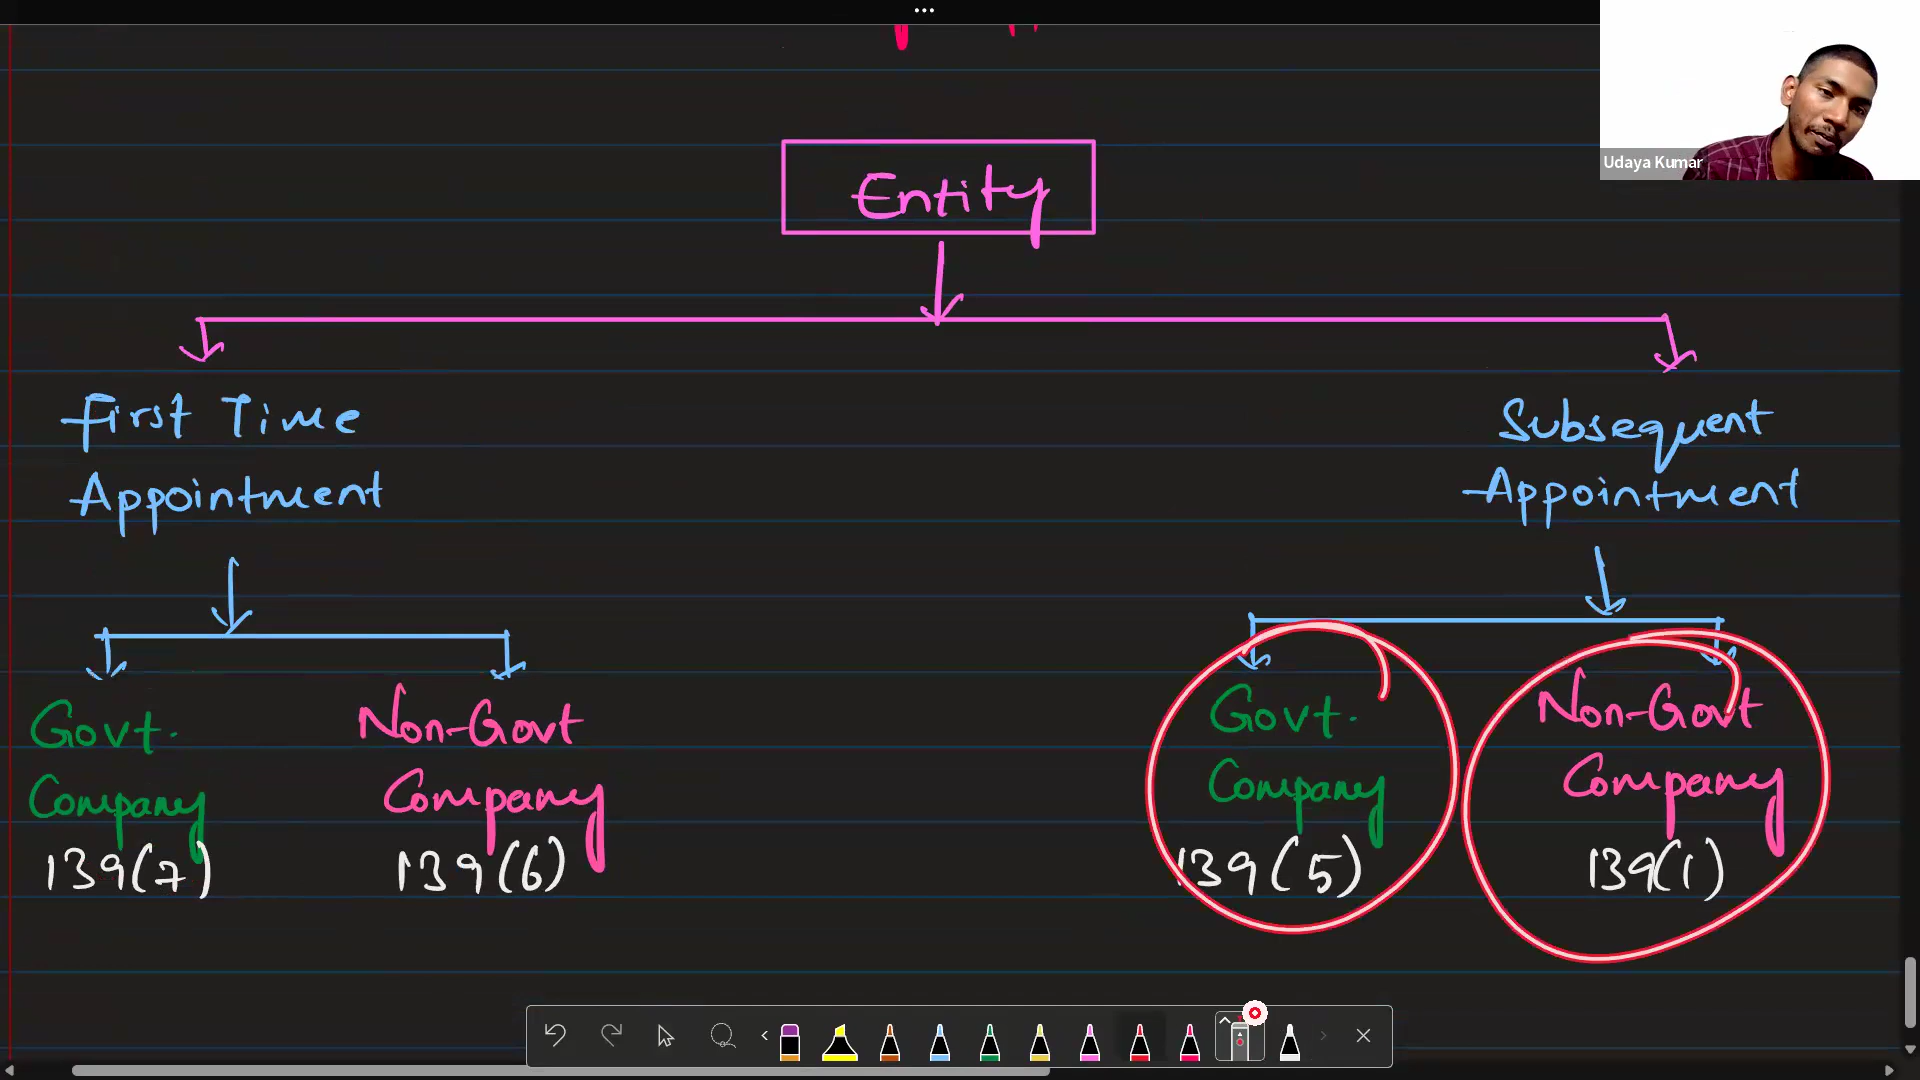 Udaya Kumar
Entity
First Time
Appointment
Govt.
Company
139(7)
Non-Govt
Company
139(6)
Subsequent
Appointment
Govt.
Company
139(5)
Non-Govt
Company
139(1)